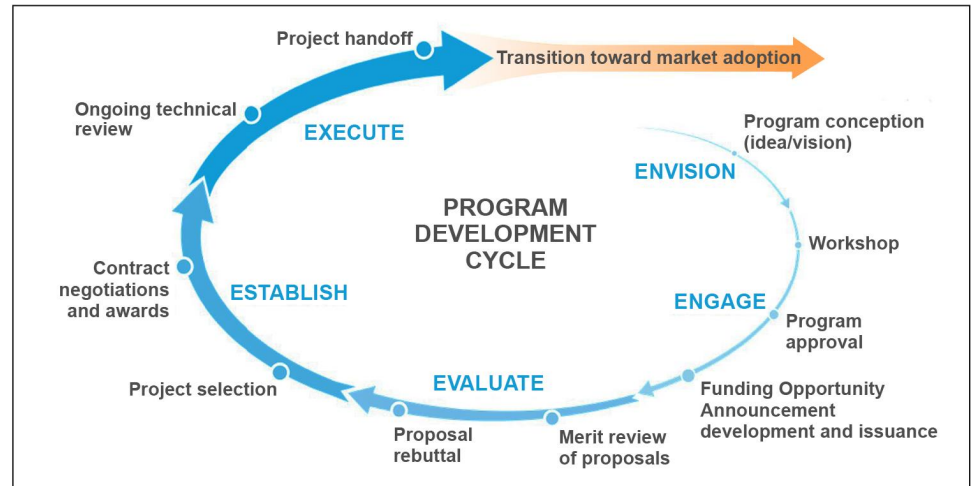 Project handoff
Transition toward market adoption
Ongoing technical
review
EXECUTE
Program conception
(idea/vision)
ENVISION
PROGRAM
DEVELOPMENT
CYCLE
Workshop
Contract
negotiations
and awards
ESTABLISH
ENGAGE
Program
approval
Project selection
EVALUATE
Funding Opportunity
Announcement
development and issuance
Proposal
rebuttal
Merit review
of proposals